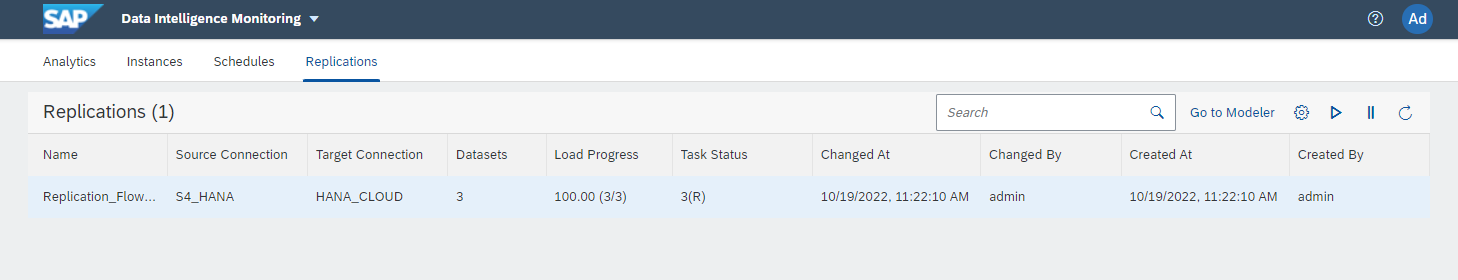 SAP Data Intelligence Monitoring Ad
Analytics Instances Schedules Replications
Replications (1) Search Go to Modeler
Name Source Connection Target Connection Datasets Load Progress Task Status Changed At Changed By Created At Created By
Replication_Flow... S4_HANA HANA_CLOUD 3 100.00 (3/3) 3(R) 10/19/2022, 11:22:10 AM admin 10/19/2022, 11:22:10 AM admin